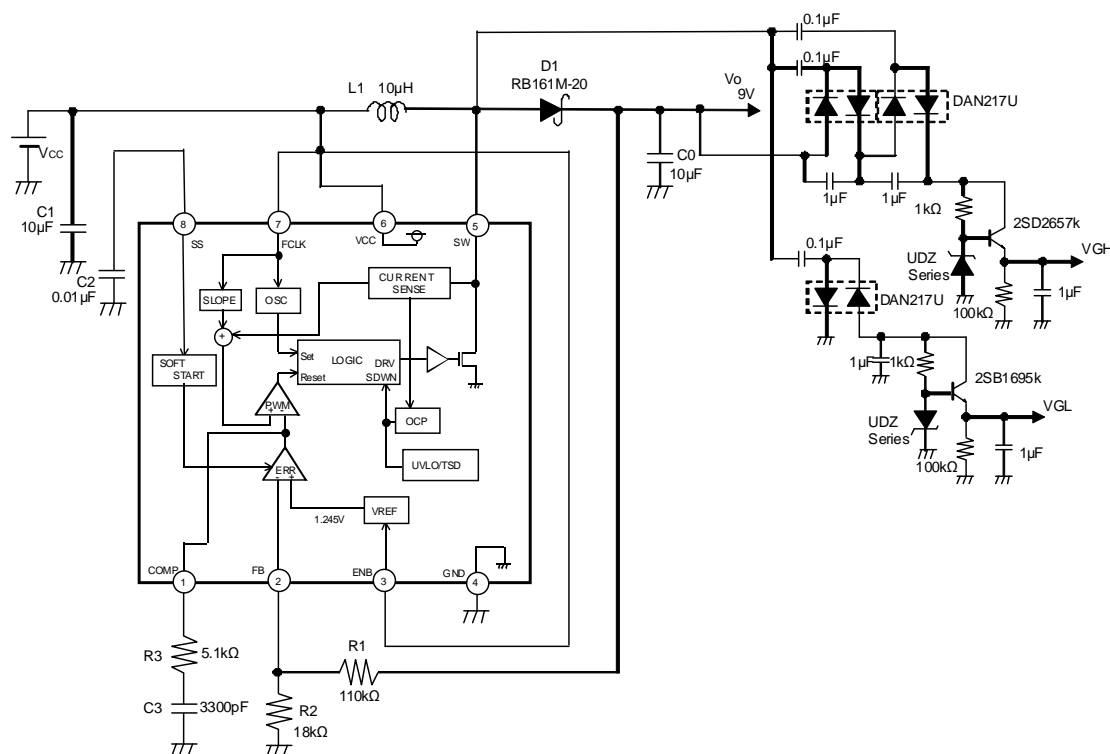 0.1µF
D1
RB161M-20
L1 10µH
Vo
9V
0.1µF
DAN217U
VCC
C1
10µF
C2
0.01µF
C0
10µF
1µF
1µF
1kΩ
2SD2657k
UDZ
Series
100kΩ
VGH
1µF
0.1µF
DAN217U
1µF
1kΩ
2SB1695k
UDZ
Series
100kΩ
VGL
1µF
8
7
6
5
SS
FCLK
VCC
SW
SLOPE
OSC
CURRENT
SENSE
+
SOFT
START
Set
LOGIC
DRV
Reset
SDWN
PWM
+ -
OCP
ERR
- +
UVLO/TSD
1.245V
VREF
COMP
FB
ENB
GND
1
2
3
4
R3
5.1kΩ
C3
3300pF
R1
110kΩ
R2
18kΩ